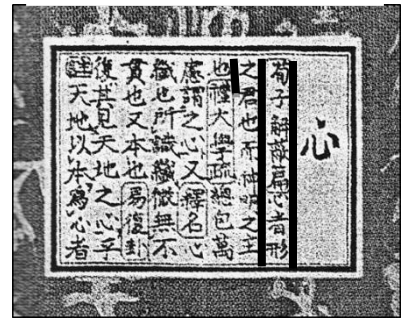 心
荀子解蔽篇心者形
之君也而神明之主
也禮大學疏總包萬
慮謂之心又釋名心
纖也所識纖微無不
貫也又本也易復卦
復其見天地之心乎
註天地以本爲心者